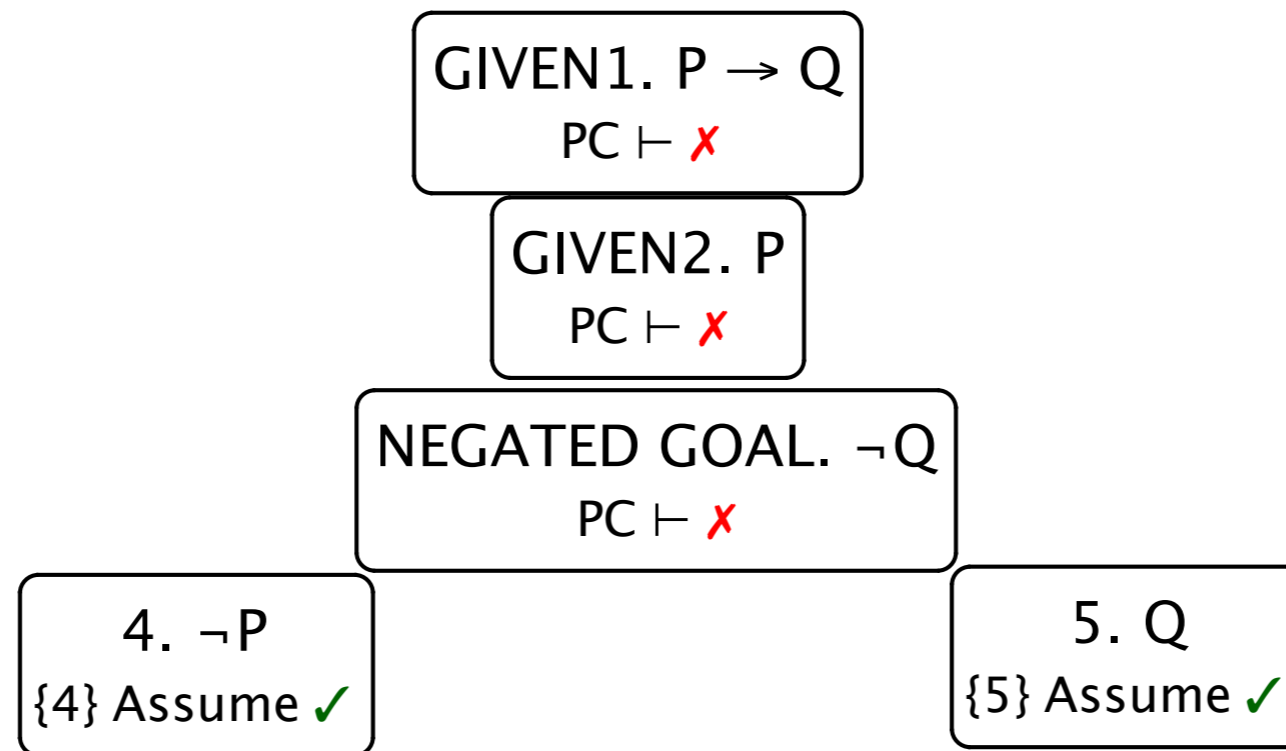 GIVEN1. P → Q
PC ⊢ ✗
GIVEN2. P
PC ⊢ ✗
NEGATED GOAL. ¬Q
PC ⊢ ✗
4. ¬P
{4} Assume ✓
5. Q
{5} Assume ✓